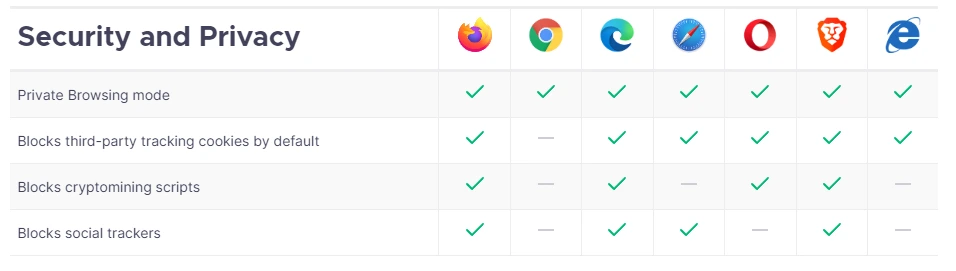 Security and Privacy
Private Browsing mode
Blocks third-party tracking cookies by default
Blocks cryptomining scripts
Blocks social trackers